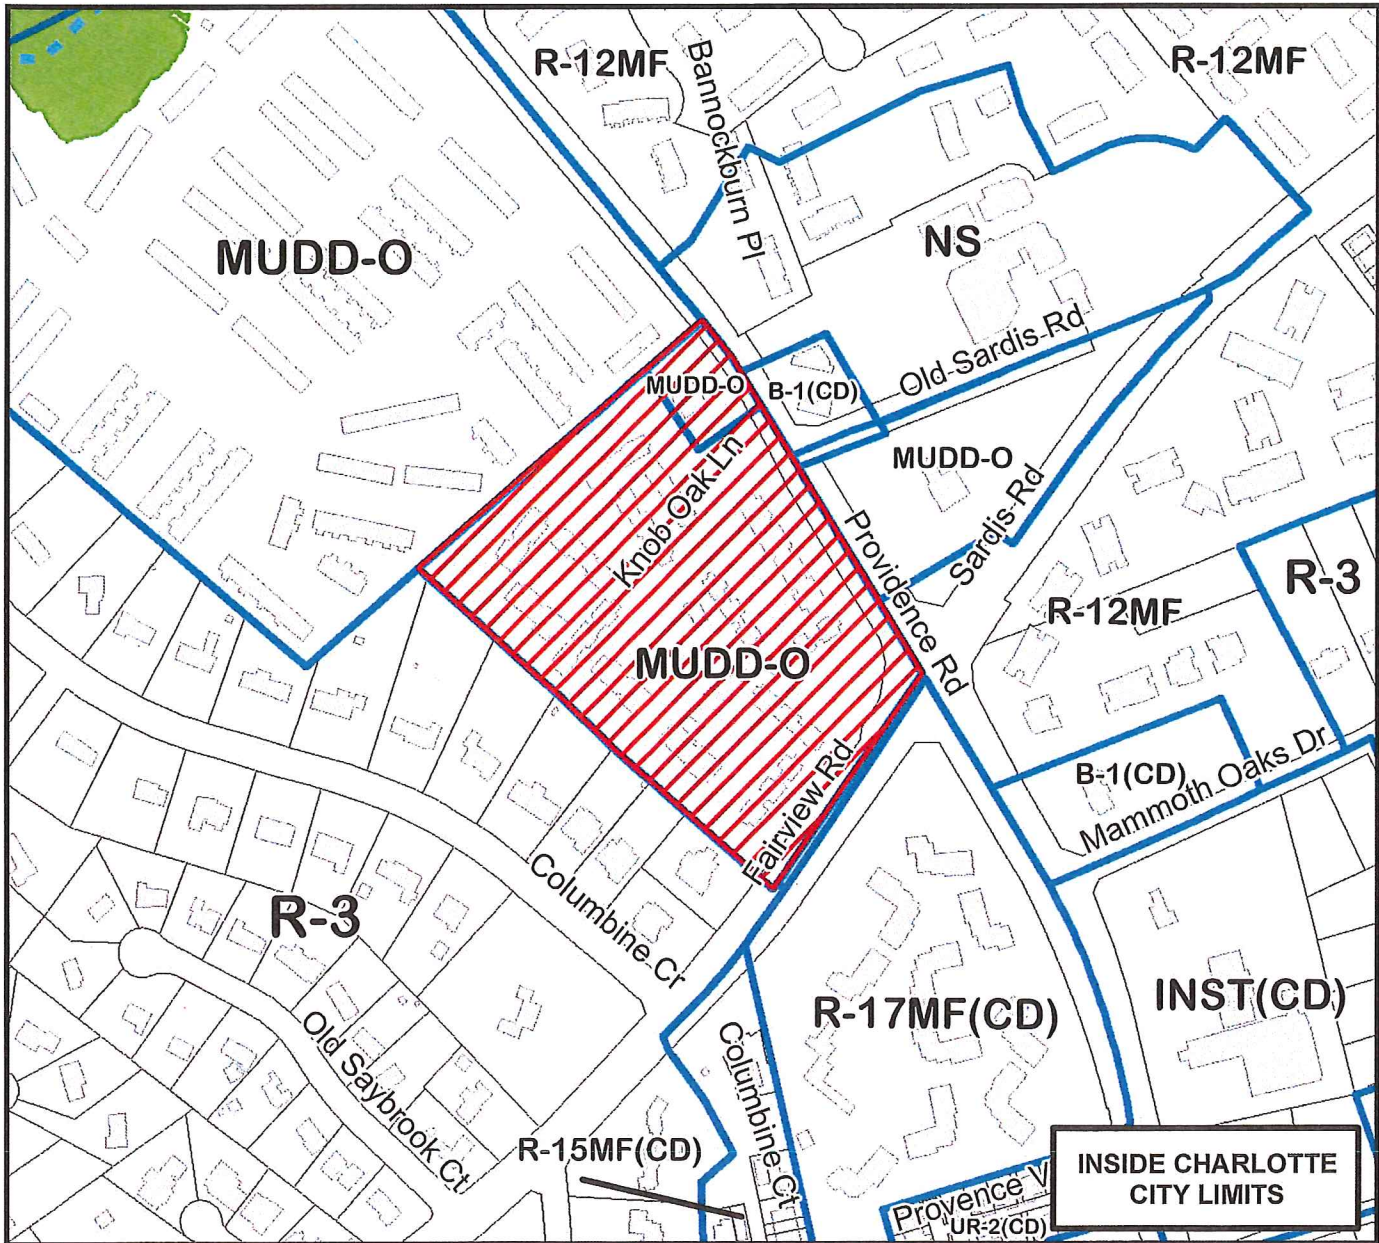 R-12MF
Bannockburn Pl
R-12MF
MUDD-O
NS
Old Sardis Rd
MUDD-O
B-1(CD)
MUDD-O
Knob Oak Ln
Sardis Rd
Providence Rd
R-3
R-12MF
MUDD-O
Fairview Rd
B-1(CD)
Mammoth Oaks Dr
Columbine Cr
R-3
R-17MF(CD)
INST(CD)
Old Saybrook Ct
Columbine Ct
R-15MF(CD)
INSIDE CHARLOTTE
CITY LIMITS
Provence V
UR-2(CD)